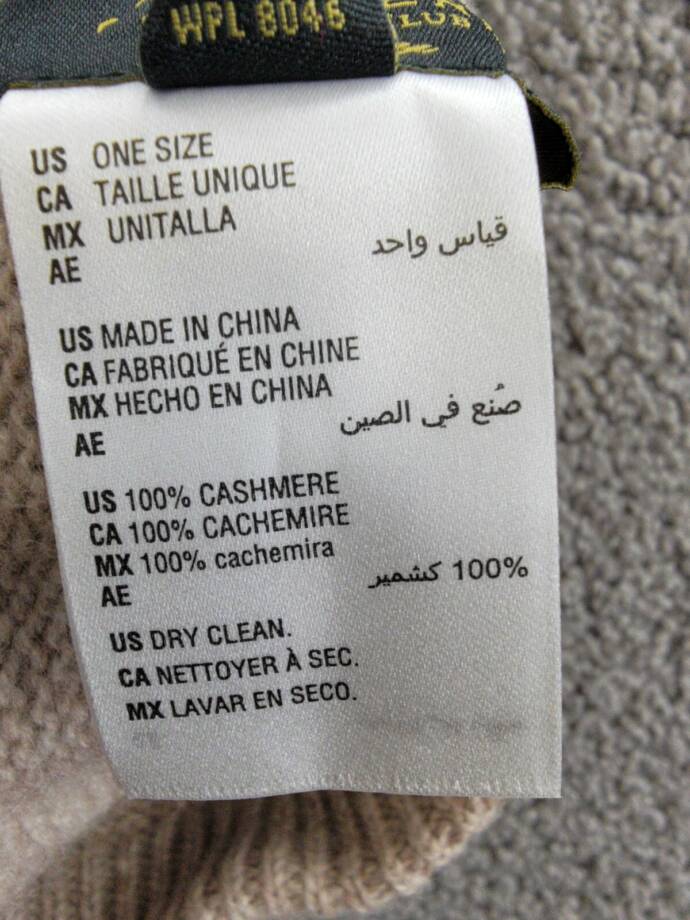 WPL 8046
CLUB
US ONE SIZE
CA TAILLE UNIQUE
MX UNITALLA
AE قياس واحد
US MADE IN CHINA
CA FABRIQUÉ EN CHINE
MX HECHO EN CHINA
AE صُنع في الصين
US 100% CASHMERE
CA 100% CACHEMIRE
MX 100% cachemira
AE 100% كشمير
US DRY CLEAN.
CA NETTOYER À SEC.
MX LAVAR EN SECO.